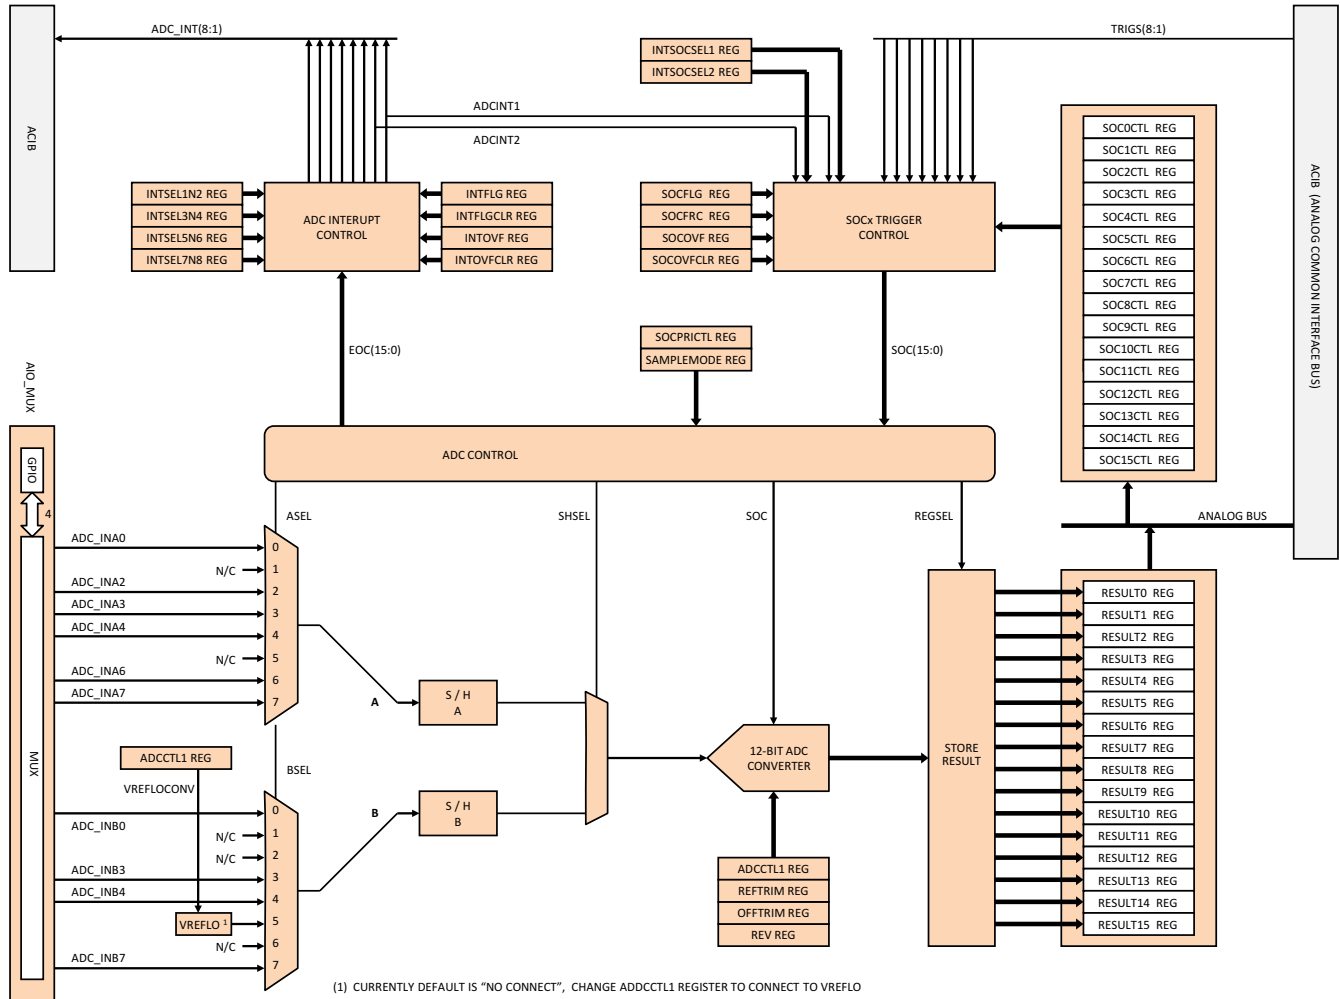 ADC_INT(8:1)
TRIGS(8:1)
INTSOCSEL1 REG
INTSOCSEL2 REG
ADCINT1
ADCINT2
ACIB
ACIB (ANALOG COMMON INTERFACE BUS)
INTSEL1N2 REG
INTSEL3N4 REG
INTSEL5N6 REG
INTSEL7N8 REG
ADC INTERUPT
CONTROL
INTFLG REG
INTFLGCLR REG
INTOVF REG
INTOVFCLR REG
SOCFLG REG
SOCFRC REG
SOCOVF REG
SOCOVFCLR REG
SOCx TRIGGER
CONTROL
SOC0CTL REG
SOC1CTL REG
SOC2CTL REG
SOC3CTL REG
SOC4CTL REG
SOC5CTL REG
SOC6CTL REG
SOC7CTL REG
SOC8CTL REG
SOC9CTL REG
SOC10CTL REG
SOC11CTL REG
SOC12CTL REG
SOC13CTL REG
SOC14CTL REG
SOC15CTL REG
EOC(15:0)
SOCPRICTL REG
SAMPLEMODE REG
SOC(15:0)
AIO_MUX
ADC CONTROL
GPIO
4
MUX
ASEL
SHSEL
SOC
REGSEL
ANALOG BUS
ADC_INA0
N/C
ADC_INA2
ADC_INA3
ADC_INA4
N/C
ADC_INA6
ADC_INA7
0
1
2
3
4
5
6
7
A
S / H
A
ADCCTL1 REG
VREFLOCONV
BSEL
ADC_INB0
N/C
N/C
ADC_INB3
ADC_INB4
VREFLO 1
N/C
ADC_INB7
0
1
2
3
4
5
6
7
B
S / H
B
12-BIT ADC
CONVERTER
ADCCTL1 REG
REFTRIM REG
OFFTRIM REG
REV REG
STORE
RESULT
RESULT0 REG
RESULT1 REG
RESULT2 REG
RESULT3 REG
RESULT4 REG
RESULT5 REG
RESULT6 REG
RESULT7 REG
RESULT8 REG
RESULT9 REG
RESULT10 REG
RESULT11 REG
RESULT12 REG
RESULT13 REG
RESULT14 REG
RESULT15 REG
(1) CURRENTLY DEFAULT IS “NO CONNECT”, CHANGE ADDCCTL1 REGISTER TO CONNECT TO VREFLO